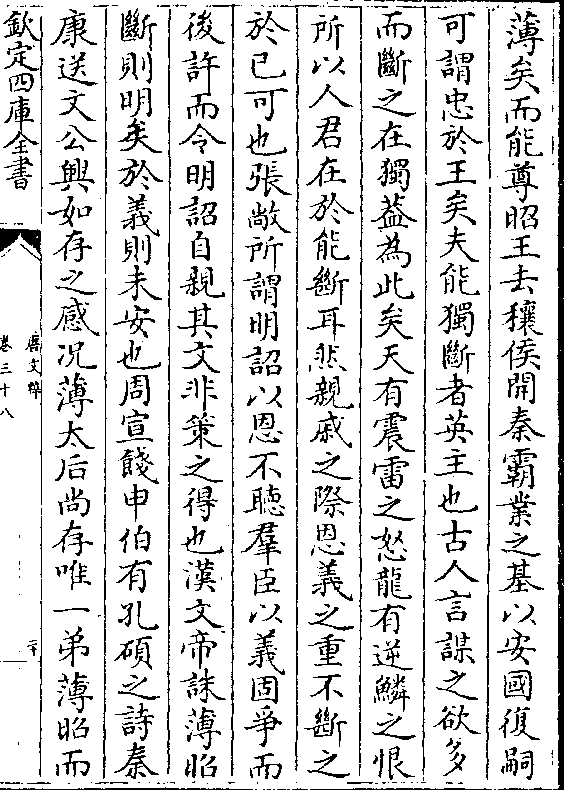 薄矣而能尊昭王去穰侯開秦霸業之基以安國復嗣
可謂忠於王矣夫能獨斷者英主也古人言謀之欲多
而斷之在獨葢為此矣天有震雷之怒龍有逆鱗之恨
所以人君在於能斷耳然親戚之際恩義之重不斷之
於已可也張敞所謂明詔以恩不聽羣臣以義固爭而
後許而令明詔自親其文非策之得也漢文帝誅薄昭
斷則明矣於義則未安也周宣餞申伯有孔碩之詩秦
康送文公興如存之感况薄太后尚存唯一弟薄昭而
欽定四庫全書
唐文粹
卷三十八